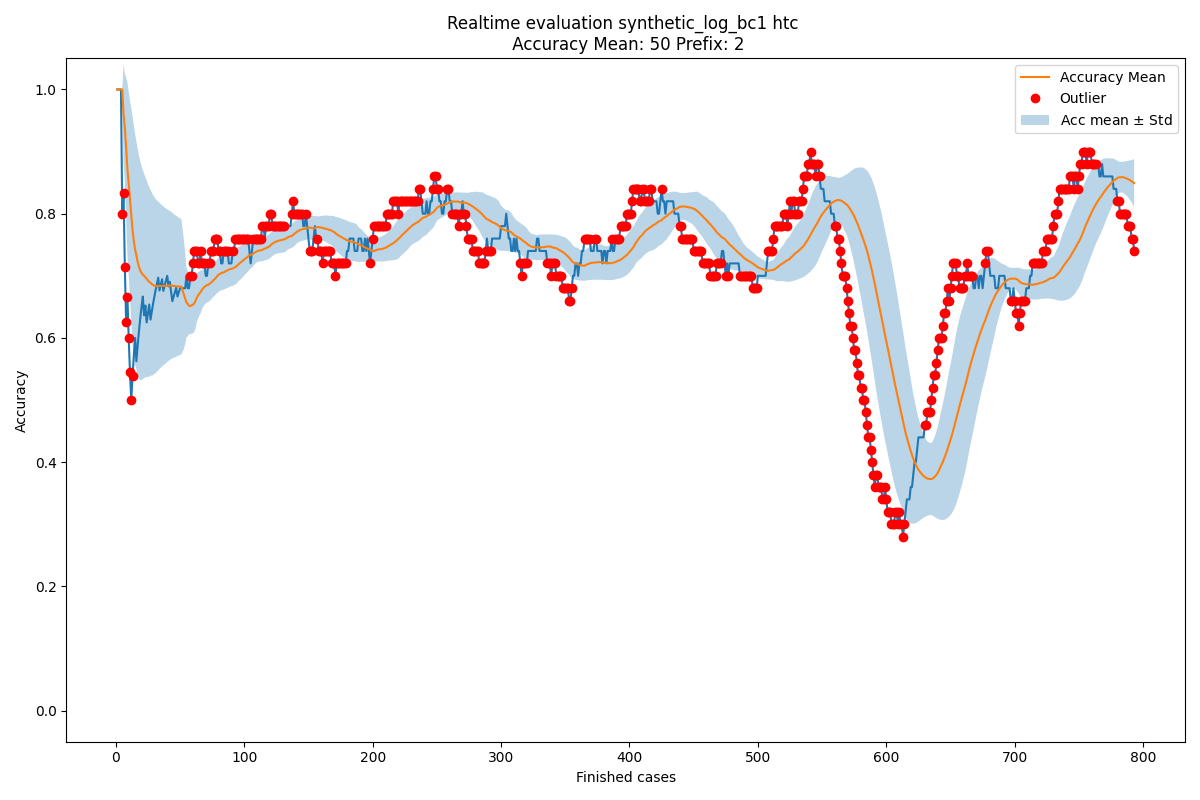 Realtime evaluation synthetic_log_bc1 htc
Accuracy Mean: 50 Prefix: 2
Accuracy Mean
Outlier
Acc mean ± Std
1.0
0.8
0.6
0.4
0.2
0.0
Accuracy
0 100 200 300 400 500 600 700 800
Finished cases